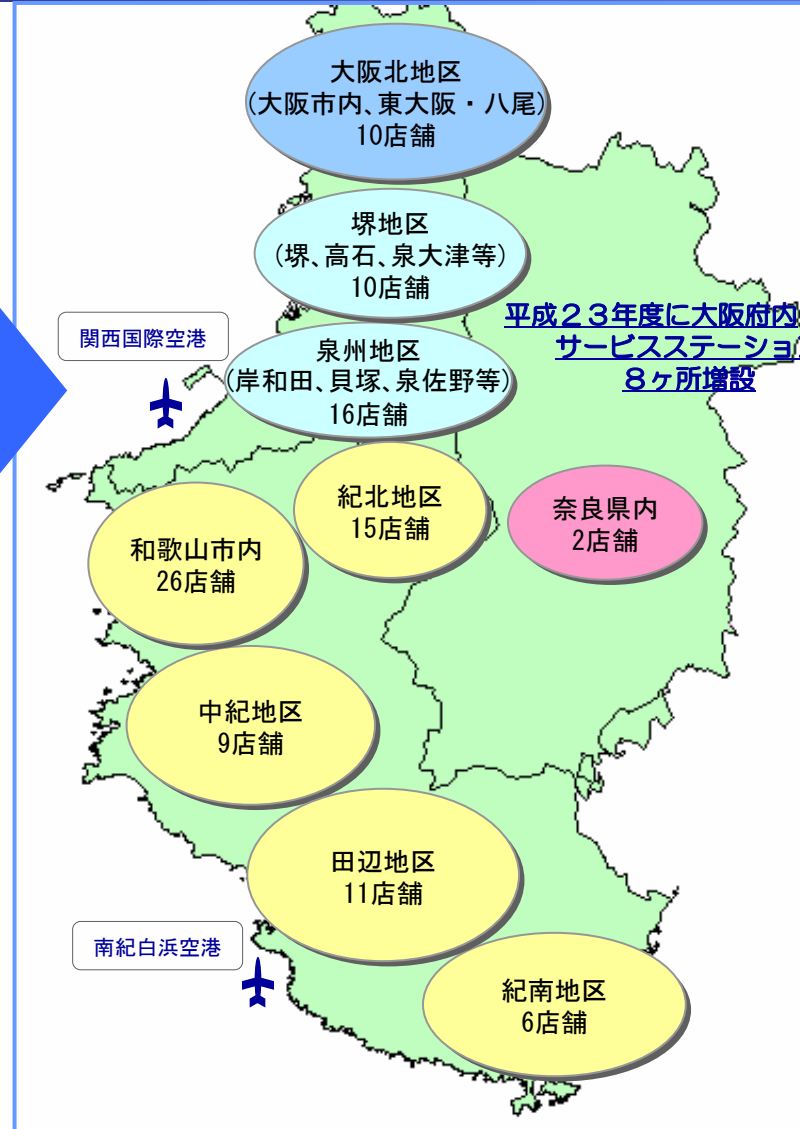 大阪北地区
(大阪市内、東大阪・八尾)
10店舗
堺地区
(堺、高石、泉大津等)
10店舗
平成２３年度に大阪府内
サービスステーション
８ヶ所増設
関西国際空港
泉州地区
(岸和田、貝塚、泉佐野等)
16店舗
紀北地区
15店舗
奈良県内
2店舗
和歌山市内
26店舗
中紀地区
9店舗
田辺地区
11店舗
南紀白浜空港
紀南地区
6店舗